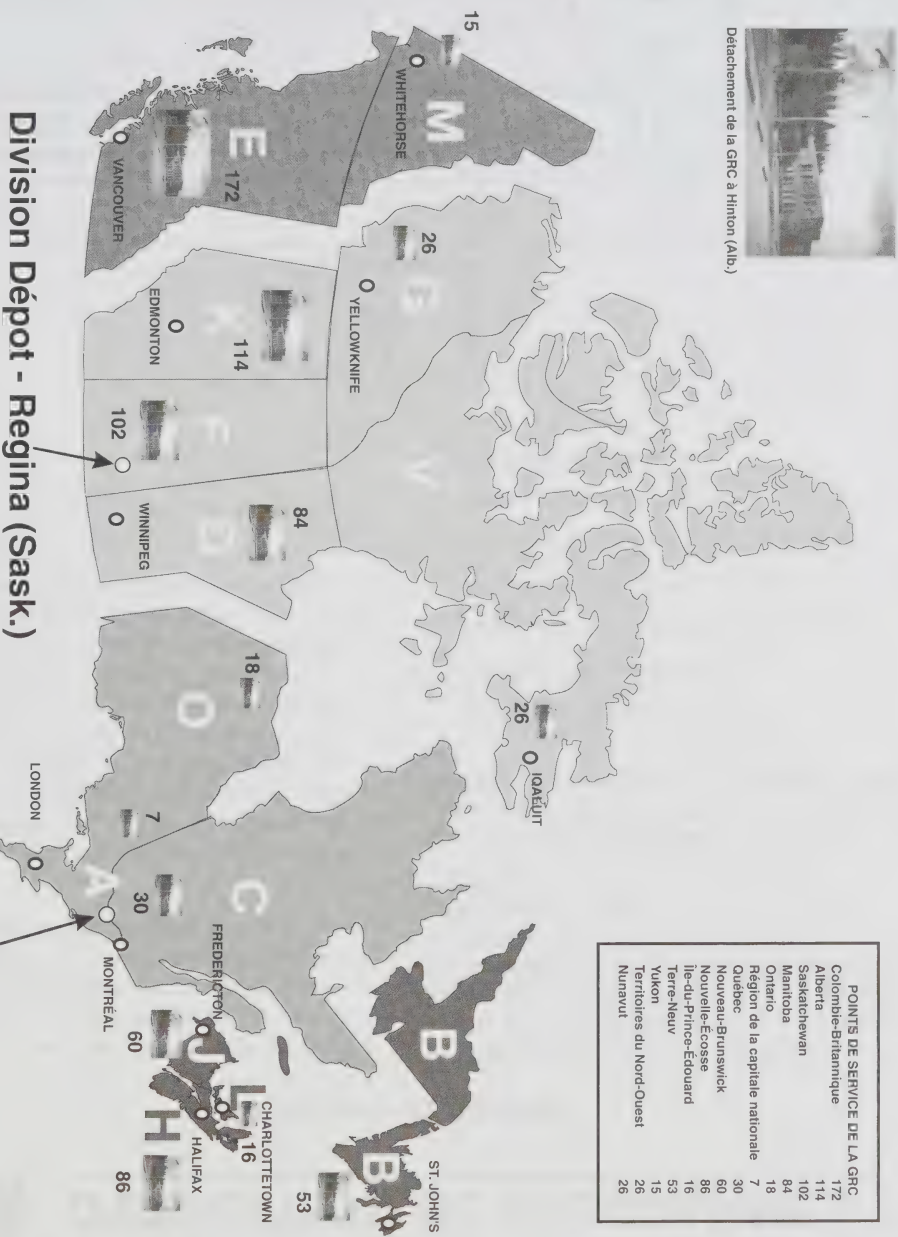 Détachement de la GRC à Hinton (Alb.)
POINTS DE SERVICE DE LA GRC
Colombie-Britannique 172
Alberta 114
Saskatchewan 102
Manitoba 84
Ontario 18
Région de la capitale nationale 7
Québec 30
Nouveau-Brunswick 60
Nouvelle-Écosse 86
Île-du-Prince-Édouard 16
Terre-Neuv 53
Yukon 15
Territoires du Nord-Ouest 26
Nunavut 26
15
WHITEHORSE
M
E
172
VANCOUVER
26
G
YELLOWKNIFE
V
26
IQALUIT
K
114
EDMONTON
F
102
D
84
WINNIPEG
18
O
7
LONDON
A
C
30
MONTRÉAL
B
B
ST. JOHN'S
53
FREDERICTON
J
60
L
CHARLOTTETOWN
16
HALIFAX
H
86
Division Dépot - Regina (Sask.)